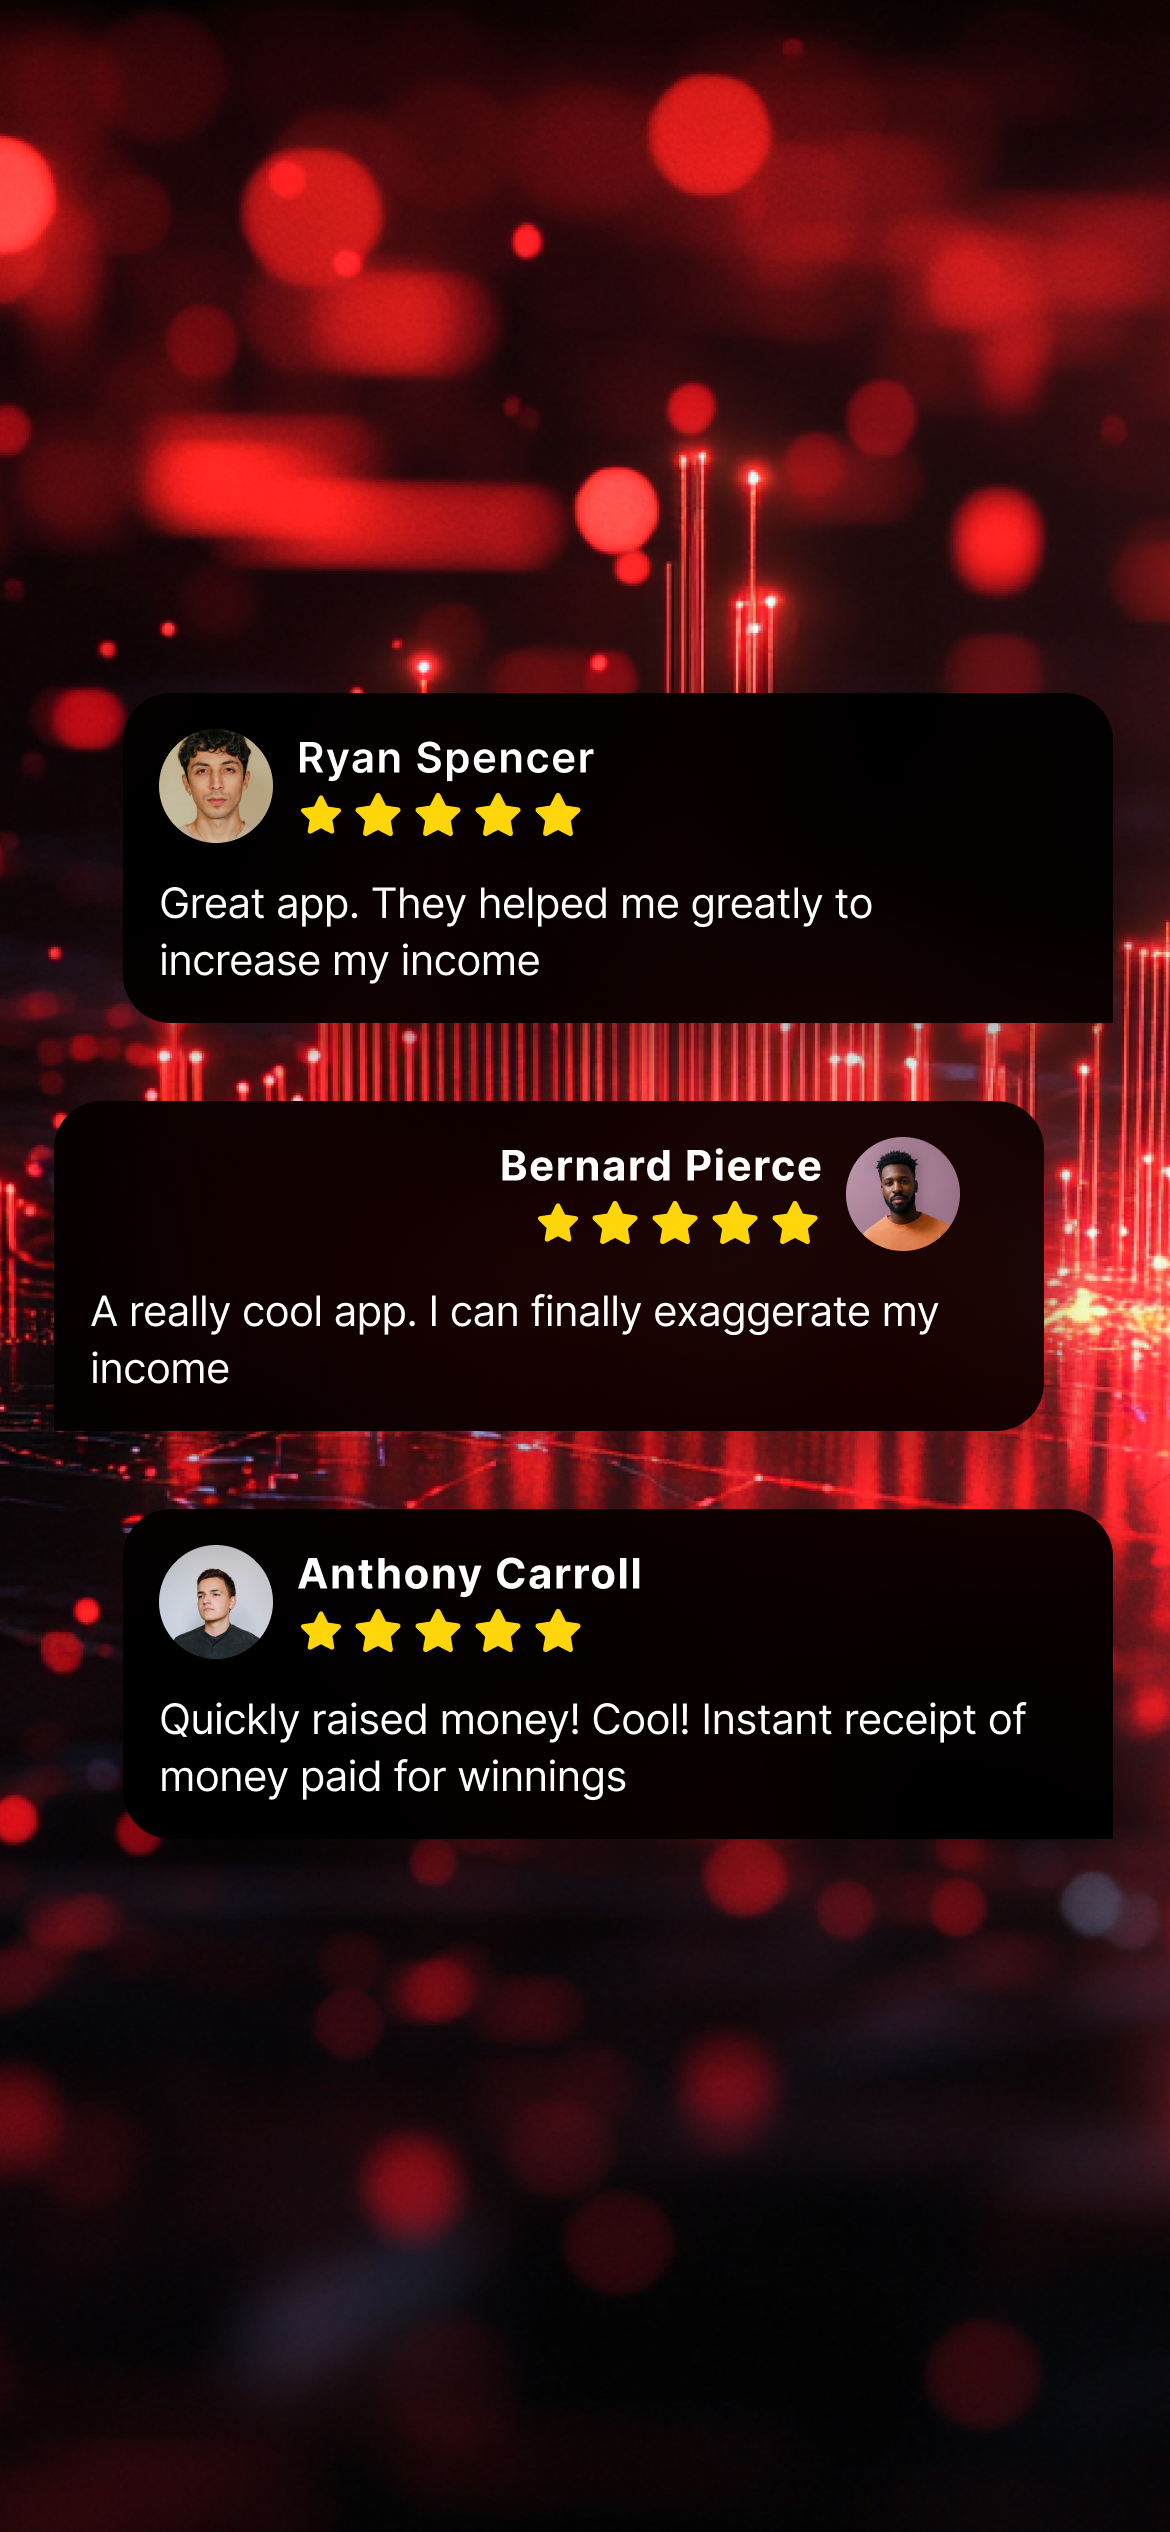 Ryan Spencer
Great app. They helped me greatly to
increase my income
Bernard Pierce
A really cool app. I can finally exaggerate my
income
Anthony Carroll
Quickly raised money! Cool! Instant receipt of
money paid for winnings